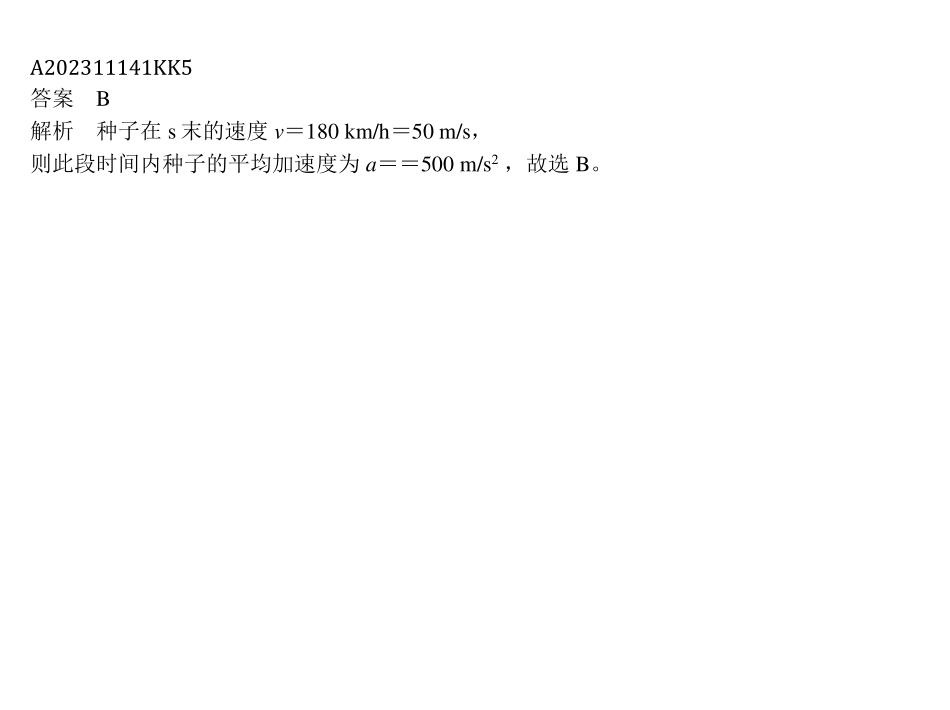 A202311141KK5
答案　B
解析　种子在 s 末的速度 v＝180 km/h＝50 m/s，
则此段时间内种子的平均加速度为 a＝＝500 m/s²，故选 B。